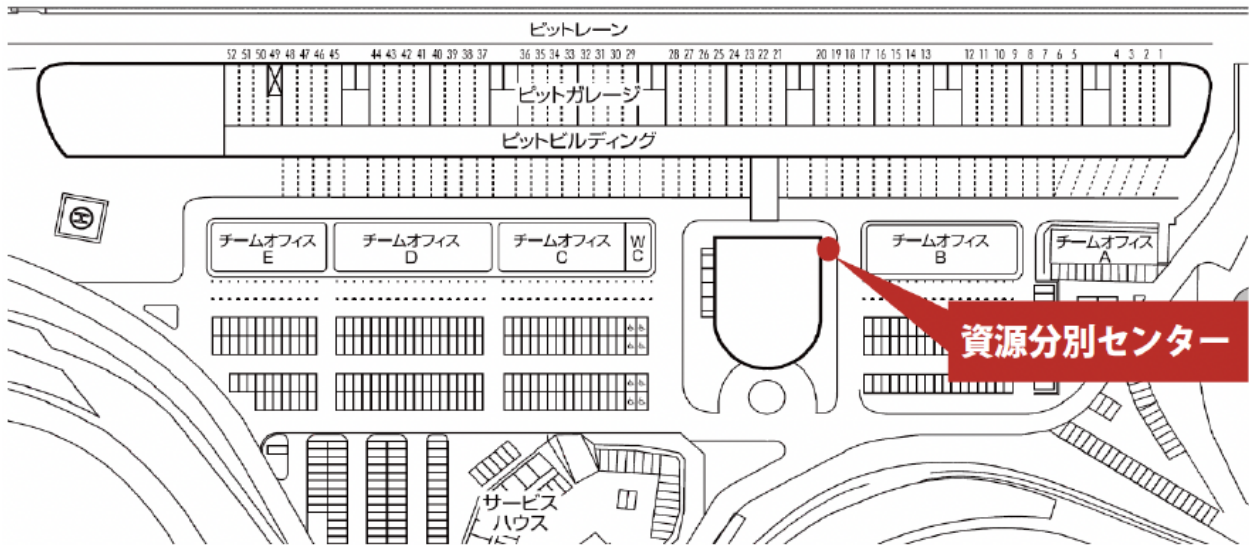 ピットレーン
52 51 50 49 48 47 46 45 44 43 42 41 40 39 38 37 36 35 34 33 32 31 30 29 28 27 26 25 24 23 22 21 20 19 18 17 16 15 14 13 12 11 10 9 8 7 6 5 4 3 2 1
ピットガレージ
ピットビルディング
チームオフィス
E
チームオフィス
D
チームオフィス
C
W
C
チームオフィス
B
チームオフィス
A
資源分別センター
サービス
ハウス